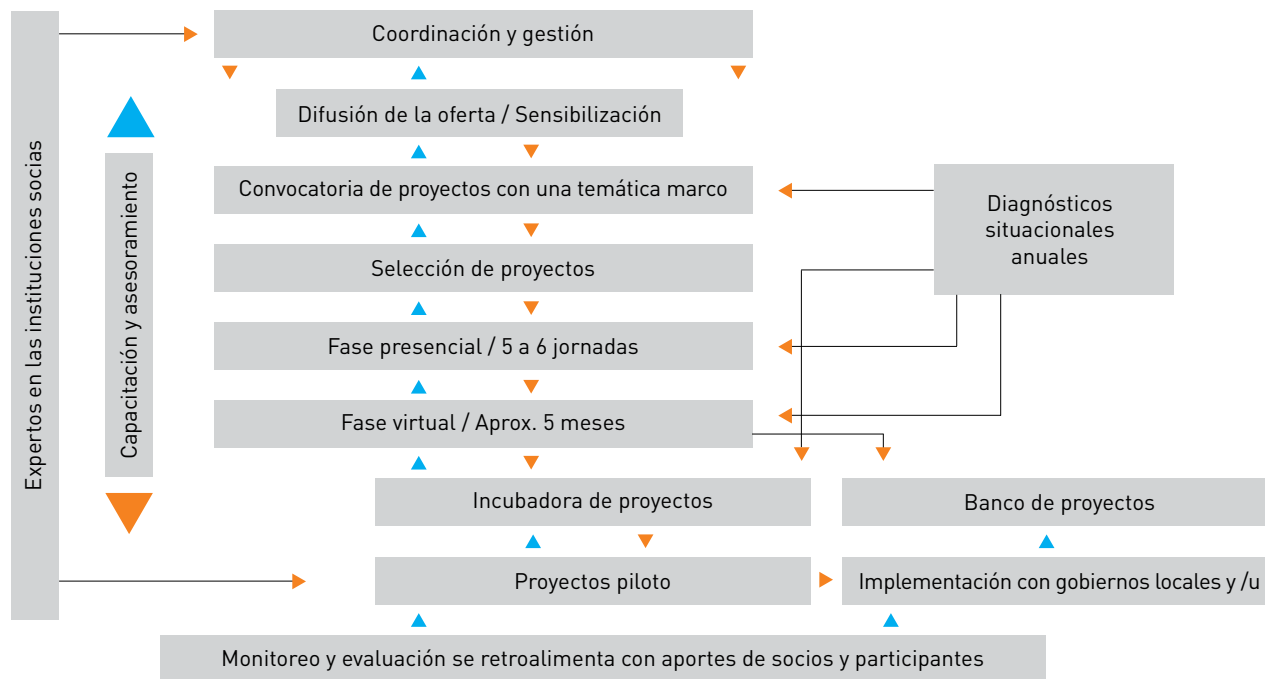 Expertos en las instituciones socias
Capacitación y asesoramiento
Coordinación y gestión
Difusión de la oferta / Sensibilización
Convocatoria de proyectos con una temática marco
Selección de proyectos
Fase presencial / 5 a 6 jornadas
Fase virtual / Aprox. 5 meses
Diagnósticos
situacionales
anuales
Incubadora de proyectos
Banco de proyectos
Proyectos piloto
Implementación con gobiernos locales y /u
Monitoreo y evaluación se retroalimenta con aportes de socios y participantes